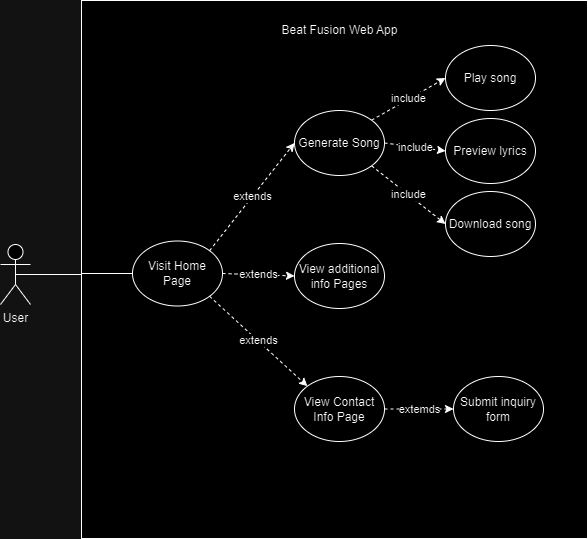 Beat Fusion Web App
Play song
include
Generate Song
include
Preview lyrics
include
extends
Download song
Visit Home
Page
extends
View additional
info Pages
User
extends
View Contact
Info Page
extemds
Submit inquiry
form